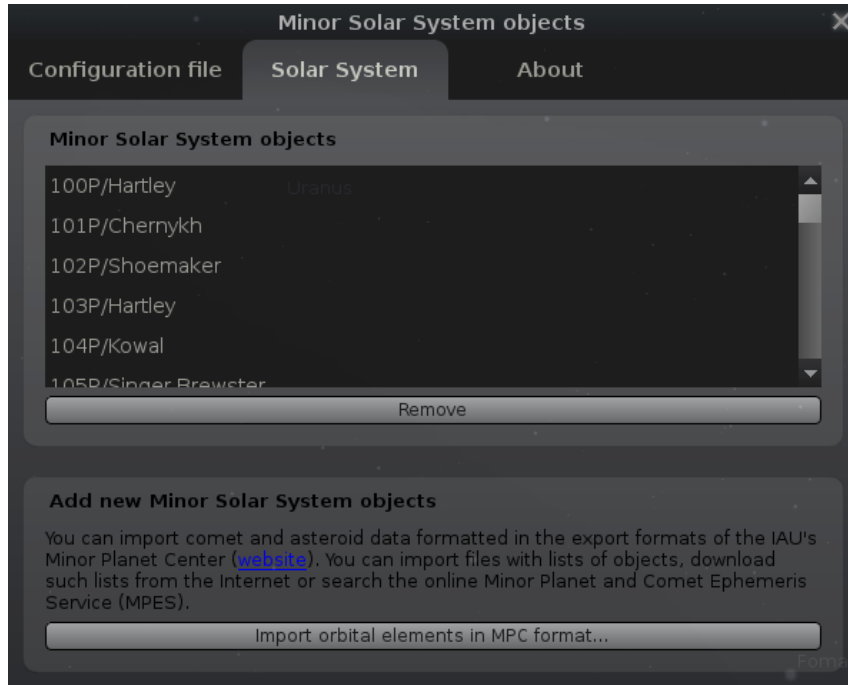 Minor Solar System objects
Configuration file Solar System About
Minor Solar System objects
100P/Hartley
Uranus
101P/Chernykh
102P/Shoemaker
103P/Hartley
104P/Kowal
105P/Singer Brewster
Remove
Add new Minor Solar System objects
You can import comet and asteroid data formatted in the export formats of the IAU's
Minor Planet Center (website). You can import files with lists of objects, download
such lists from the Internet or search the online Minor Planet and Comet Ephemeris
Service (MPES).
Import orbital elements in MPC format...